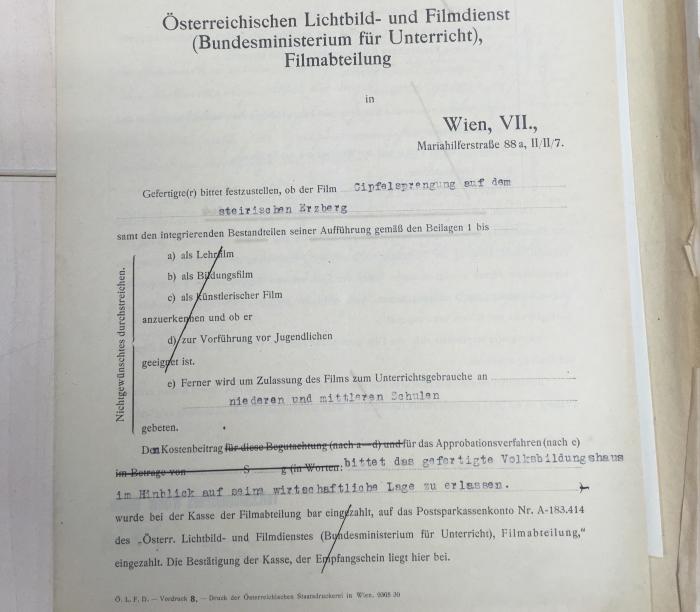 Österreichischen Lichtbild- und Filmdienst
(Bundesministerium für Unterricht),
Filmabteilung
in
Wien, VII.,
Mariahilferstraße 88 a, II/II/7.
Gefertigte(r) bittet festzustellen, ob der Film Gipfelsprengung auf dem
steirischen Erzberg
samt den integrierenden Bestandteilen seiner Aufführung gemäß den Beilagen 1 bis
Nichtgewünschtes durchstreichen.
a) als Lehrfilm
b) als Bildungsfilm
c) als künstlerischer Film
anzuerkennen und ob er
d) zur Vorführung vor Jugendlichen
geeignet ist.
e) Ferner wird um Zulassung des Films zum Unterrichtsgebrauche an
niederen und mittleren Schulen
gebeten.
Den Kostenbeitrag für diese Begutachtung (nach a—d) und für das Approbationsverfahren (nach e)
im Betrage von S g (in Worten: bittet das gefertigte Volksbildungshaus
im Hinblick auf seine wirtschaftliche Lage zu erlassen.
wurde bei der Kasse der Filmabteilung bar eingezahlt, auf das Postsparkassenkonto Nr. A-183.414
des „Österr. Lichtbild- und Filmdienstes (Bundesministerium für Unterricht), Filmabteilung,"
eingezahlt. Die Bestätigung der Kasse, der Empfangschein liegt hier bei.
Ö. L. F. D. — Vordruck 8. — Druck der Österreichischen Staatsdruckerei in Wien. 9305 30